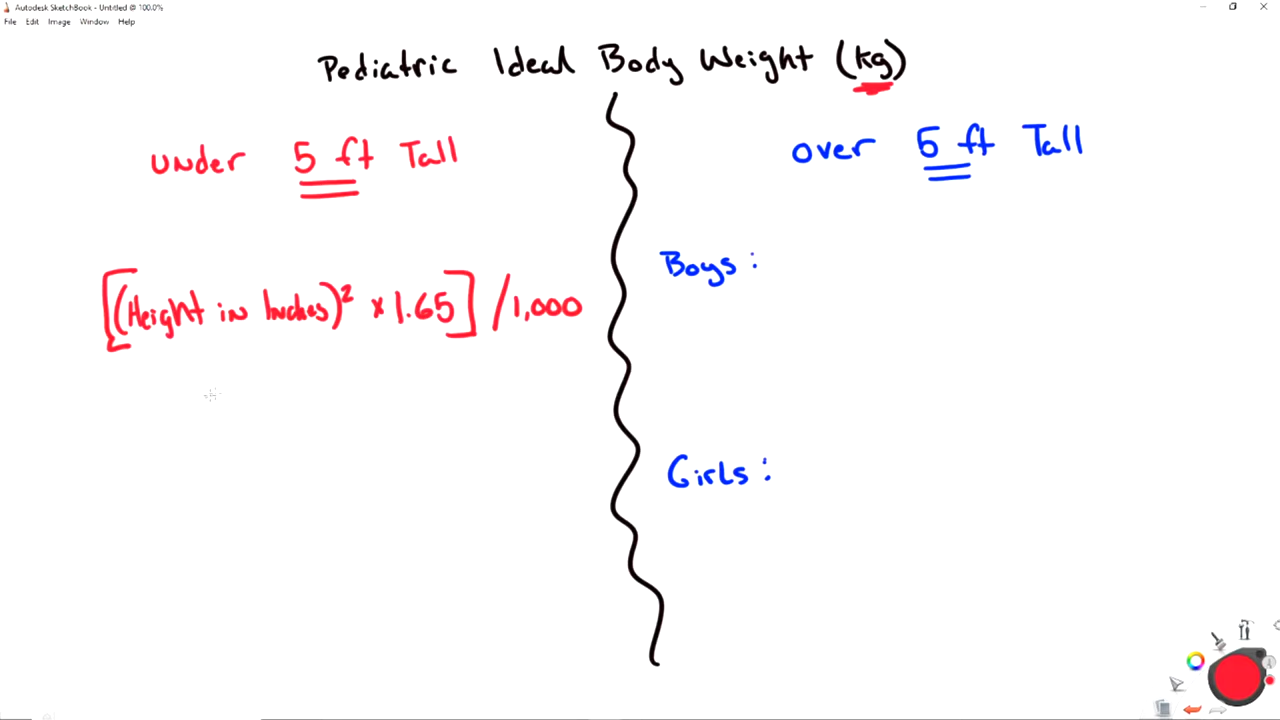 Autodesk SketchBook - Untitled @ 100.0%
File Edit Image Window Help
Pediatric Ideal Body Weight (kg)
under 5 ft Tall
[(Height in Inches)² × 1.65] / 1,000
over 5 ft Tall
Boys :
Girls :